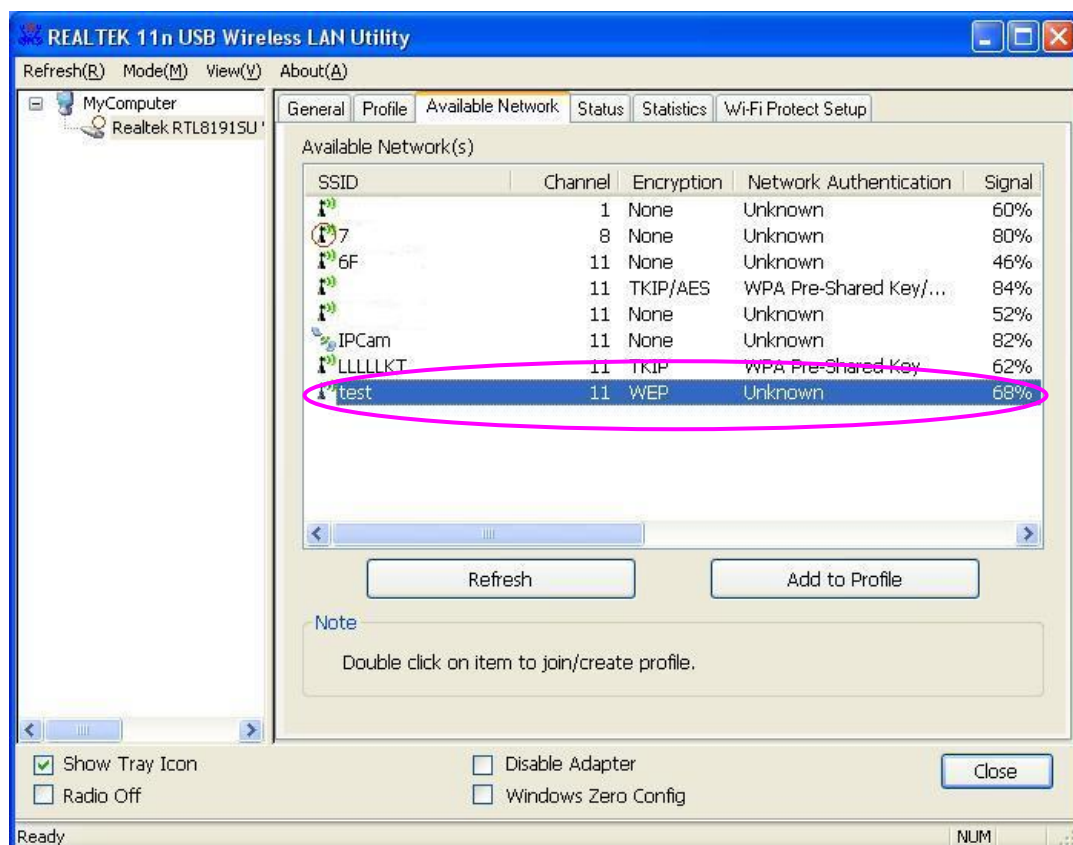 REALTEK 11n USB Wireless LAN Utility
Refresh(R) Mode(M) View(V) About(A)
MyComputer
Realtek RTL8191SU '
General Profile Available Network Status Statistics Wi-Fi Protect Setup
Available Network(s)
SSID Channel Encryption Network Authentication Signal
1 None Unknown 60%
7 8 None Unknown 80%
6F 11 None Unknown 46%
11 TKIP/AES WPA Pre-Shared Key/... 84%
11 None Unknown 52%
IPCam 11 None Unknown 82%
LLLLLKT 11 TKIP WPA Pre-Shared Key 62%
test 11 WEP Unknown 68%
Refresh Add to Profile
Note
Double click on item to join/create profile.
Show Tray Icon Disable Adapter Close
Radio Off Windows Zero Config
Ready NUM